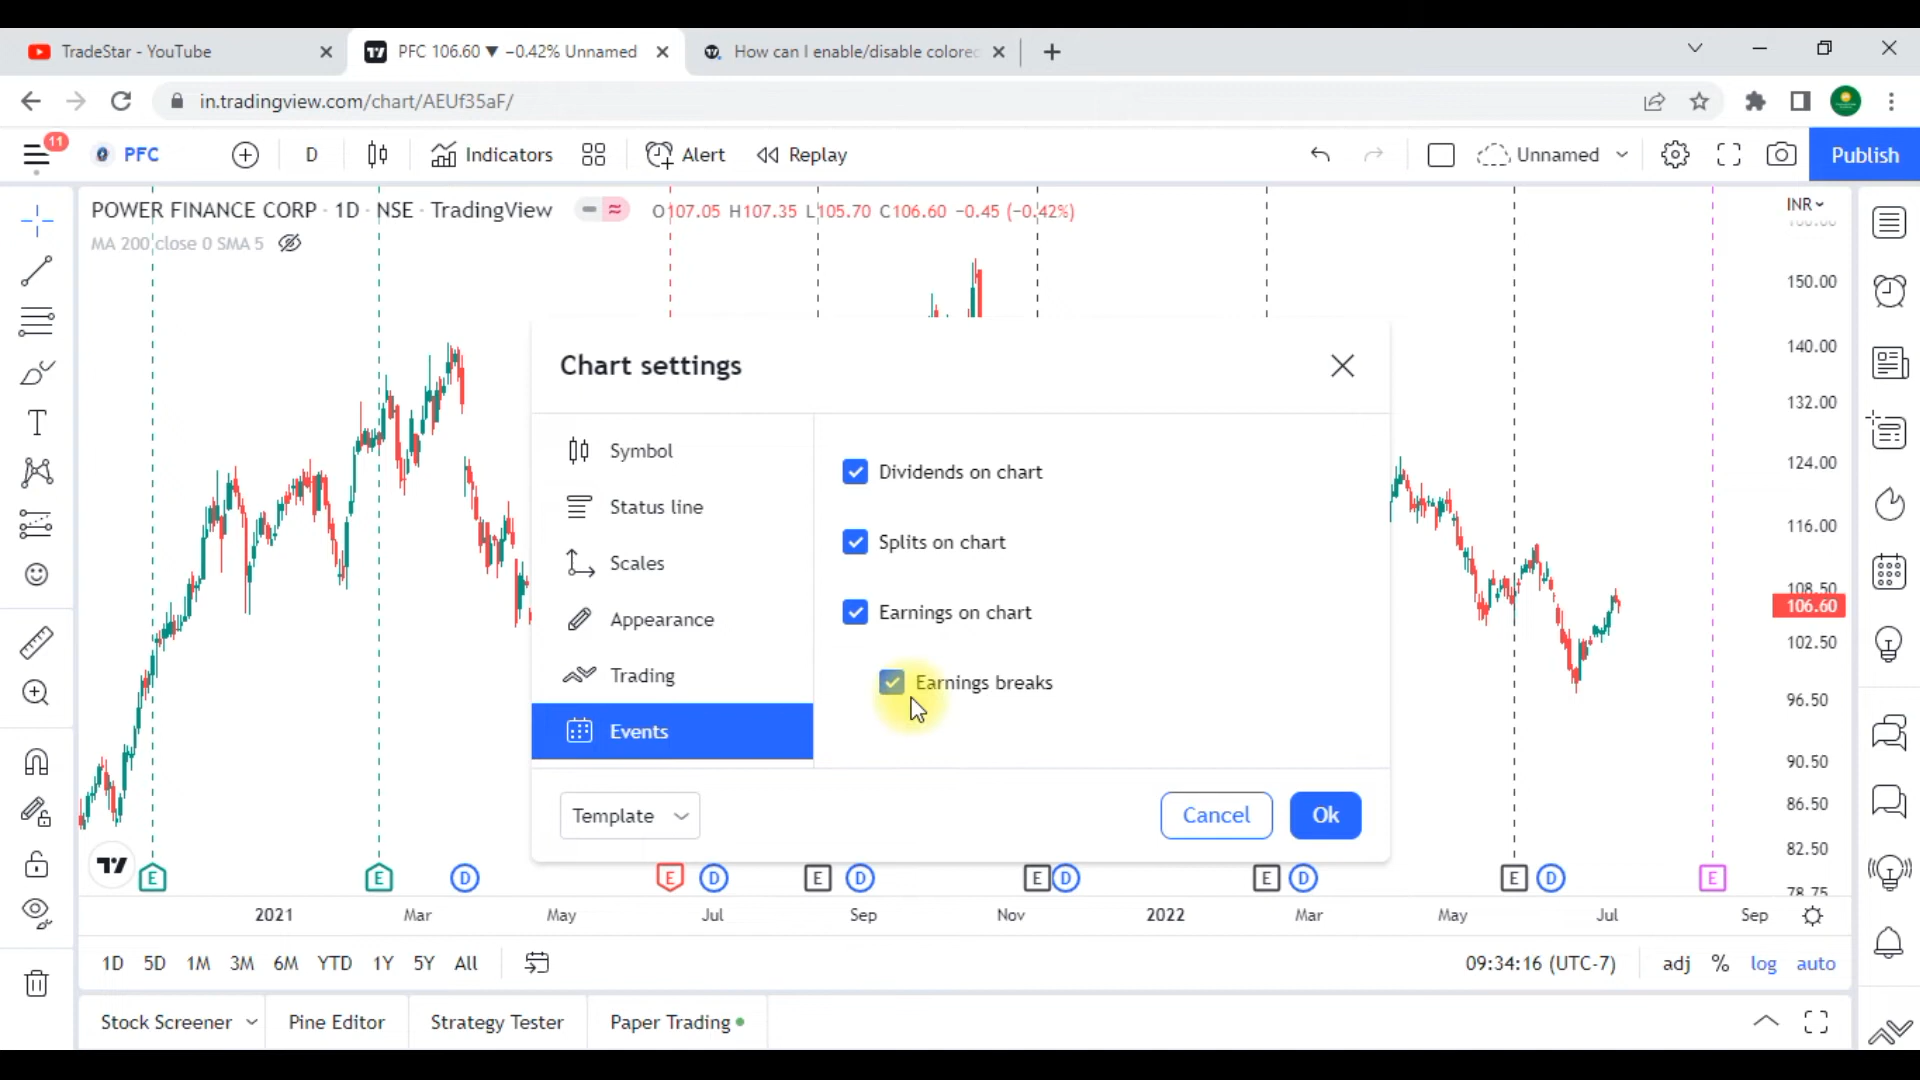 TradeStar - YouTube
PFC 106.60 ▼ −0.42% Unnamed
How can I enable/disable colored
in.tradingview.com/chart/AEUf35aF/
11
PFC
D
Indicators
Alert
Replay
Unnamed
Publish
POWER FINANCE CORP · 1D · NSE · TradingView
O107.05 H107.35 L105.70 C106.60 −0.45 (−0.42%)
INR
MA 200 close 0 SMA 5
150.00
140.00
132.00
124.00
116.00
108.50
106.60
102.50
96.50
90.50
86.50
82.50
78.75
Chart settings
Symbol
Status line
Scales
Appearance
Trading
Events
Dividends on chart
Splits on chart
Earnings on chart
Earnings breaks
Template
Cancel
Ok
E E D E D E D E D E D E D E
2021 Mar May Jul Sep Nov 2022 Mar May Jul Sep
1D 5D 1M 3M 6M YTD 1Y 5Y All
09:34:16 (UTC-7)
adj % log auto
Stock Screener
Pine Editor
Strategy Tester
Paper Trading